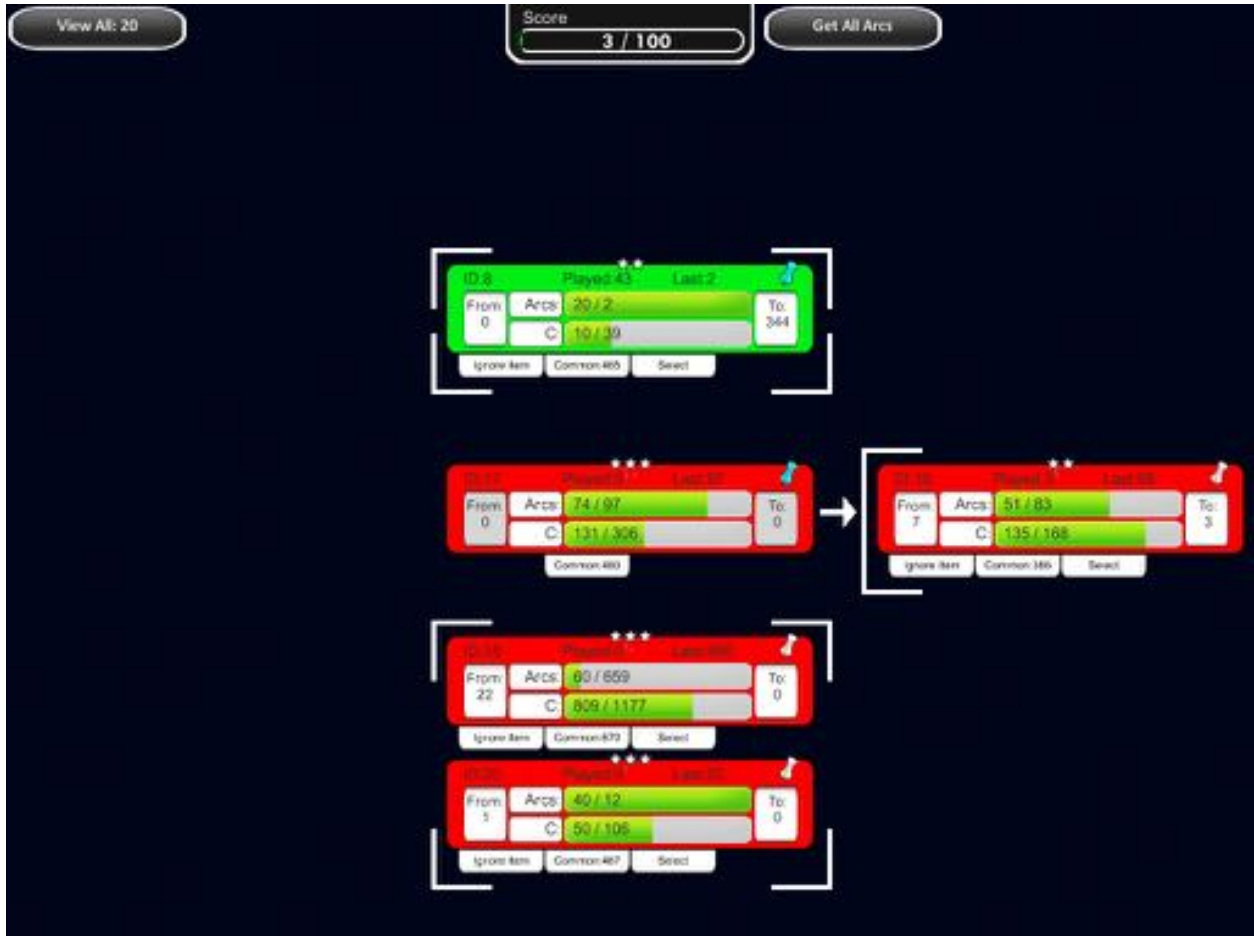 View All: 20
Score
3 / 100
Get All Arcs
ID:8 Played:43 Last:2
From: 0
Arcs: 20 / 2
To: 344
C: 10 / 39
Ignore item Common:465 Select
From: 0
Arcs: 74 / 97
To: 0
C: 131 / 306
Common:460
From: 7
Arcs: 51 / 83
To: 3
C: 135 / 168
Ignore item Common:386 Select
From: 22
Arcs: 60 / 659
To: 0
C: 809 / 1177
Ignore item Common:670 Select
From: 1
Arcs: 40 / 12
To: 0
C: 50 / 106
Ignore item Common:467 Select